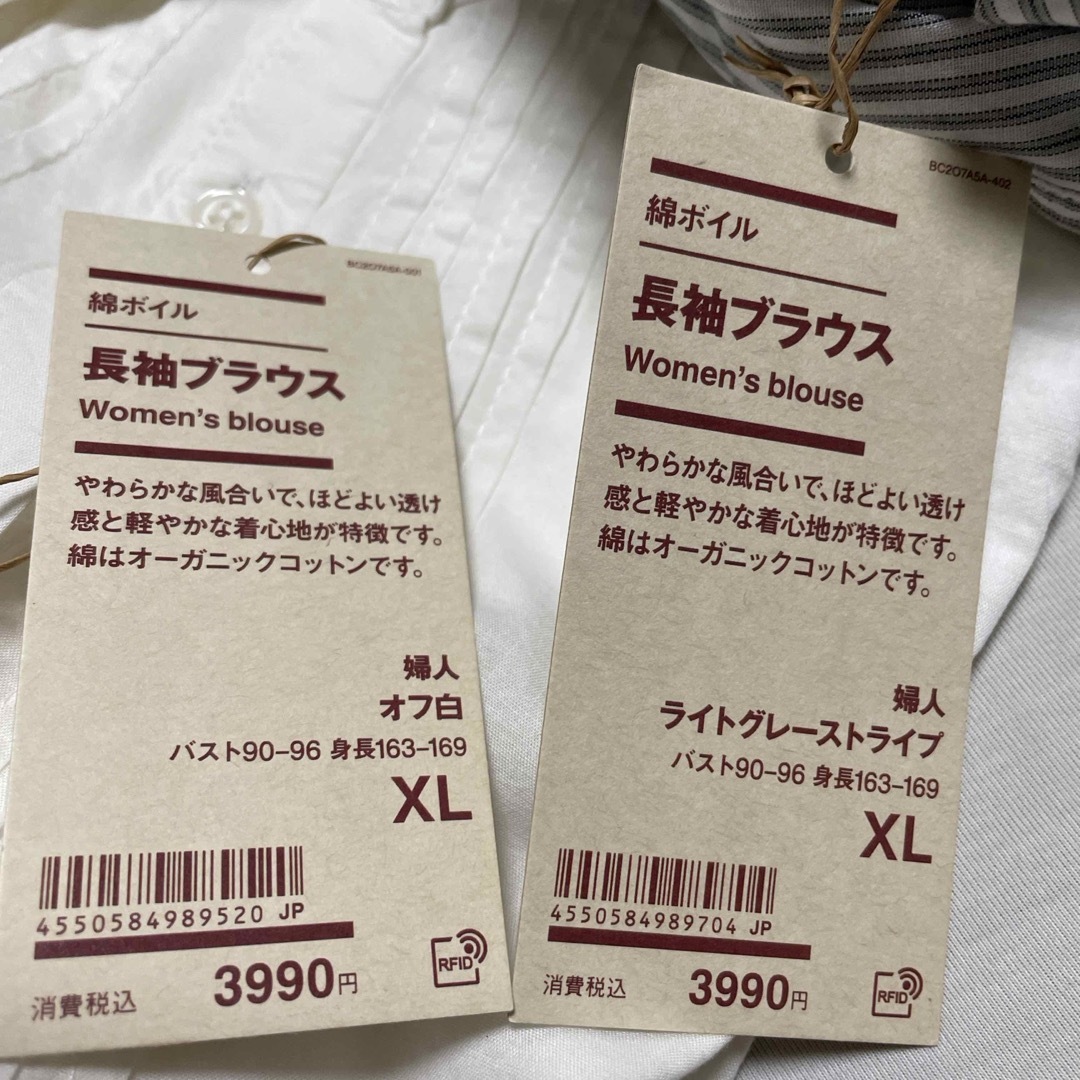 BC2O7A5A-001
綿ボイル
長袖ブラウス
Women's blouse
やわらかな風合いで、ほどよい透け
感と軽やかな着心地が特徴です。
綿はオーガニックコットンです。
婦人
オフ白
バスト90-96 身長163-169
XL
4550584989520 JP
消費税込 3990円
RFID
BC2O7A5A-402
綿ボイル
長袖ブラウス
Women's blouse
やわらかな風合いで、ほどよい透け
感と軽やかな着心地が特徴です。
綿はオーガニックコットンです。
婦人
ライトグレーストライプ
バスト90-96 身長163-169
XL
4550584989704 JP
消費税込 3990円
RFID